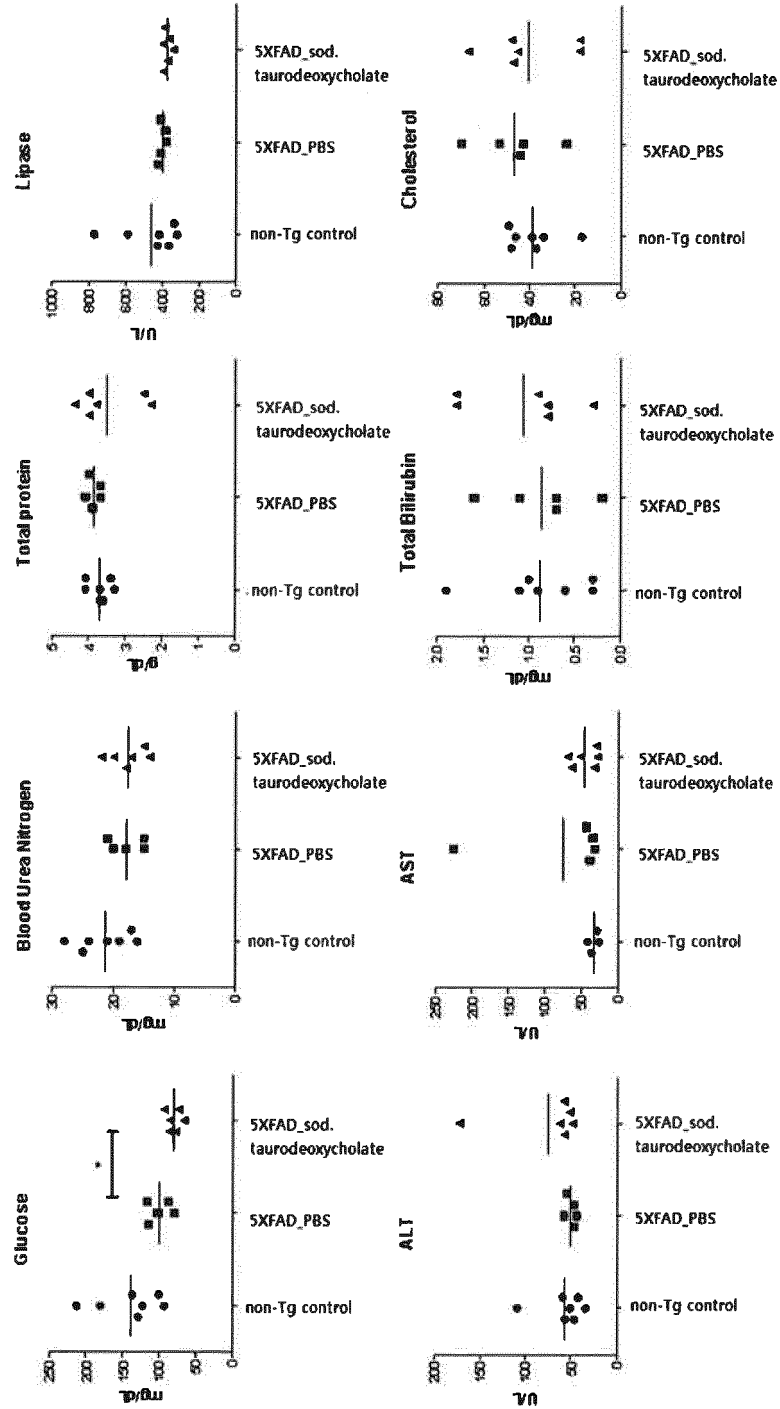 Glucose
mg/dL
250
200
150
100
50
0
*
non-Tg control
5XFAD_PBS
5XFAD_sod.
taurodeoxycholate
Blood Urea Nitrogen
mg/dL
30
20
10
0
non-Tg control
5XFAD_PBS
5XFAD_sod.
taurodeoxycholate
Total protein
g/dL
5
4
3
2
1
0
non-Tg control
5XFAD_PBS
5XFAD_sod.
taurodeoxycholate
Lipase
U/L
1000
800
600
400
200
0
non-Tg control
5XFAD_PBS
5XFAD_sod.
taurodeoxycholate
ALT
U/L
200
150
100
50
0
non-Tg control
5XFAD_PBS
5XFAD_sod.
taurodeoxycholate
AST
U/L
250
200
150
100
50
0
non-Tg control
5XFAD_PBS
5XFAD_sod.
taurodeoxycholate
Total Bilirubin
mg/dL
2.0
1.5
1.0
0.5
0.0
non-Tg control
5XFAD_PBS
5XFAD_sod.
taurodeoxycholate
Cholesterol
mg/dL
80
60
40
20
0
non-Tg control
5XFAD_PBS
5XFAD_sod.
taurodeoxycholate